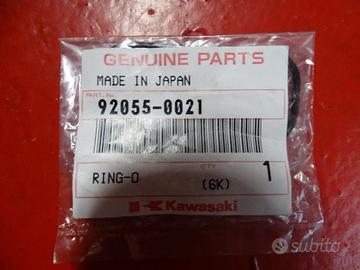 GENUINE PARTS
MADE IN JAPAN
PART No.
92055-0021
QTY
RING-O (6K) 1
Kawasaki
subito